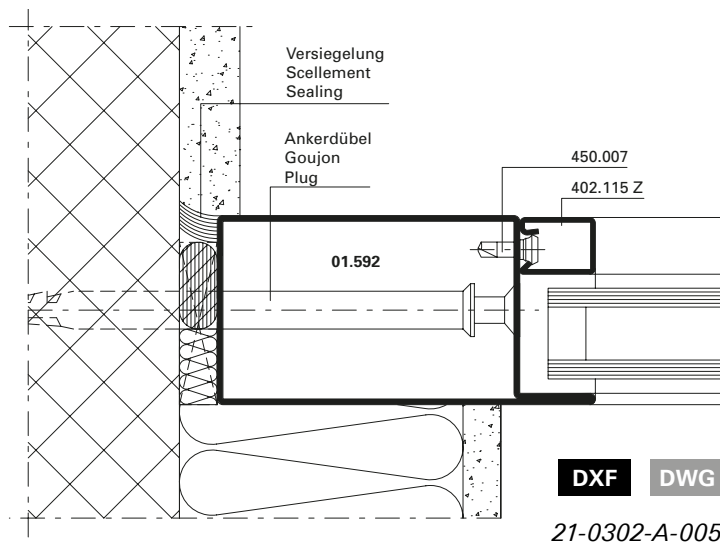 Versiegelung
Scellement
Sealing
Ankerdübel
Goujon
Plug
450.007
402.115 Z
01.592
DXF DWG
21-0302-A-005